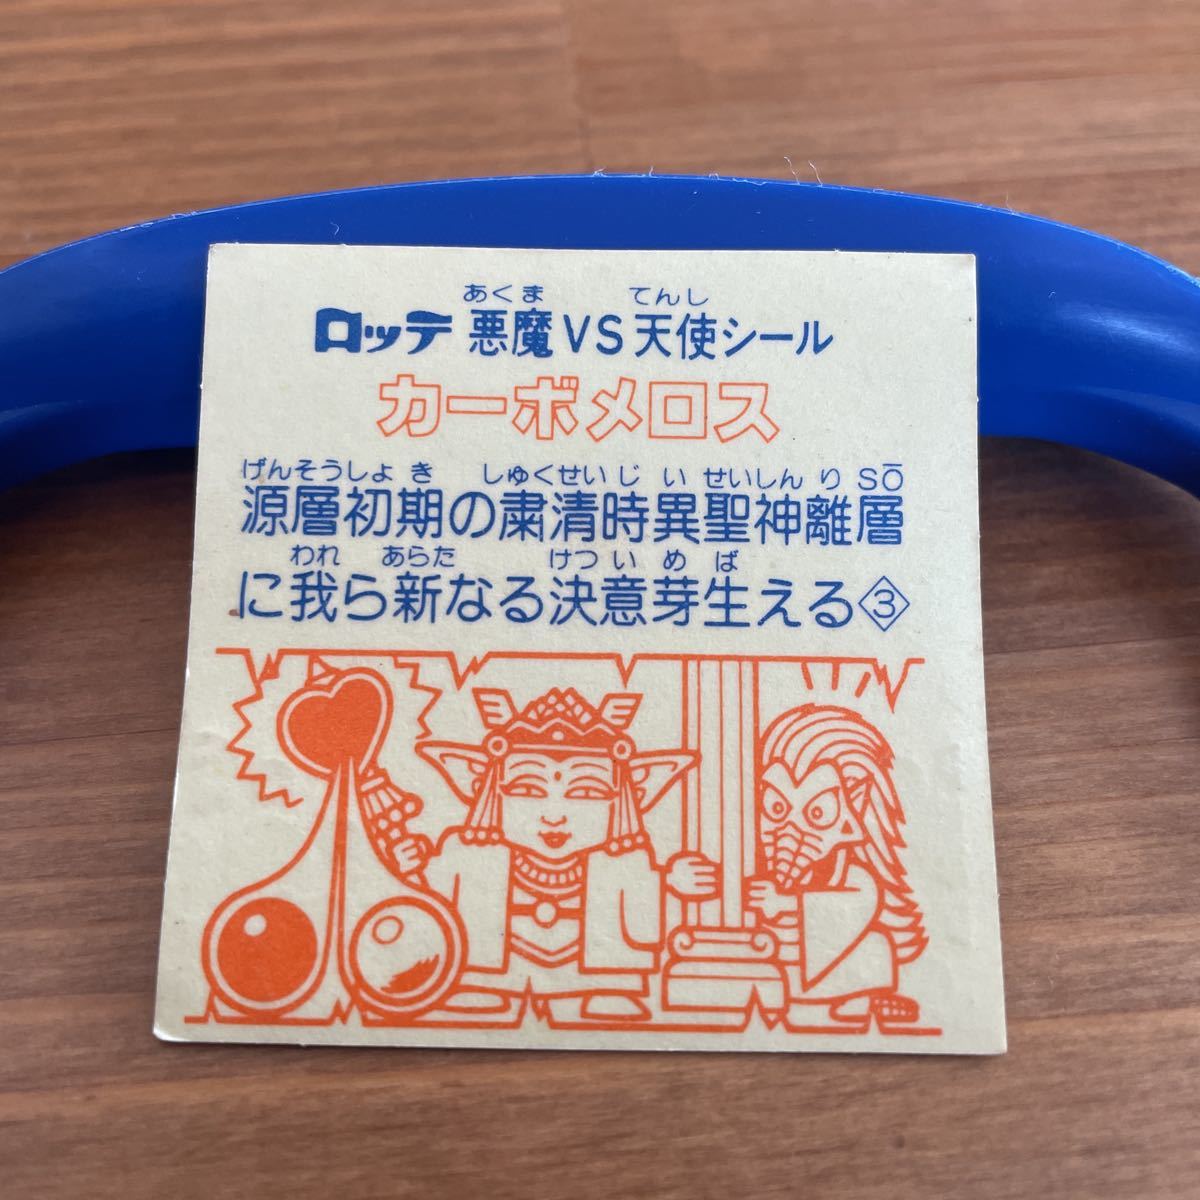 あくま てんし
ロッテ 悪魔VS天使シール
カーボメロス
げんそうしょき しゅくせいじい せいしんりSŌ
源層初期の粛清時異聖神離層
われ あらた けつい めば
に我ら新なる決意芽生える③